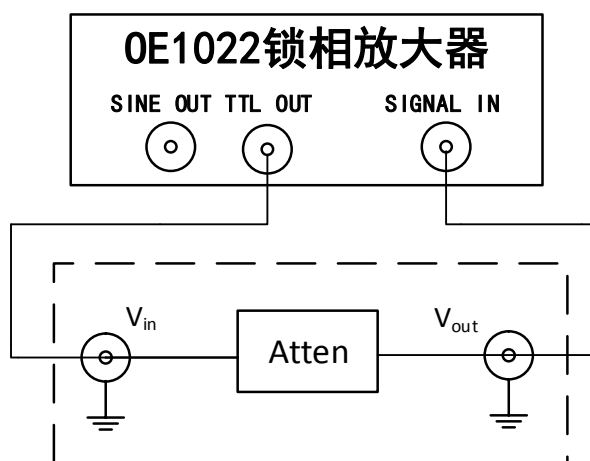 OE1022锁相放大器
SINE OUT TTL OUT SIGNAL IN
Vin
Atten
Vout